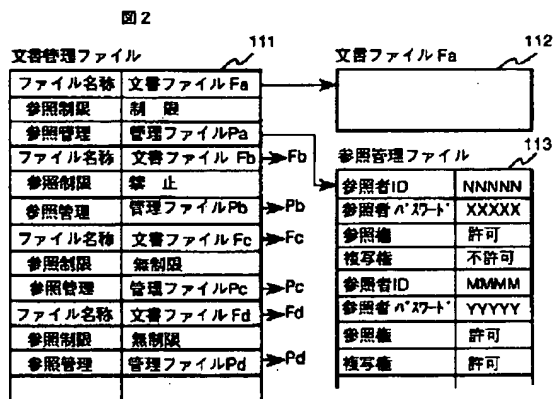 図2
文書管理ファイル 111
ファイル名称 文書ファイル Fa
参照制限 制 限
参照管理 管理ファイルPa
ファイル名称 文書ファイル Fb Fb
参照制限 禁 止
参照管理 管理ファイルPb Pb
ファイル名称 文書ファイル Fc Fc
参照制限 無制限
参照管理 管理ファイルPc Pc
ファイル名称 文書ファイル Fd Fd
参照制限 無制限
参照管理 管理ファイルPd Pd
文書ファイル Fa 112
参照管理ファイル 113
参照者ID NNNNN
参照者パスワード XXXXX
参照権 許可
複写権 不許可
参照者ID MMMM
参照者パスワード YYYYY
参照権 許可
複写権 許可